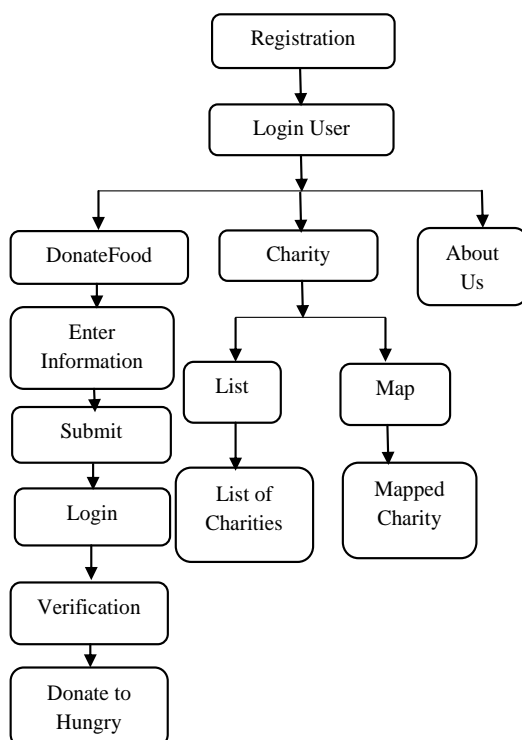 Registration
Login User
DonateFood
Charity
About
Us
Enter
Information
List
Map
Submit
List of
Charities
Mapped
Charity
Login
Verification
Donate to
Hungry